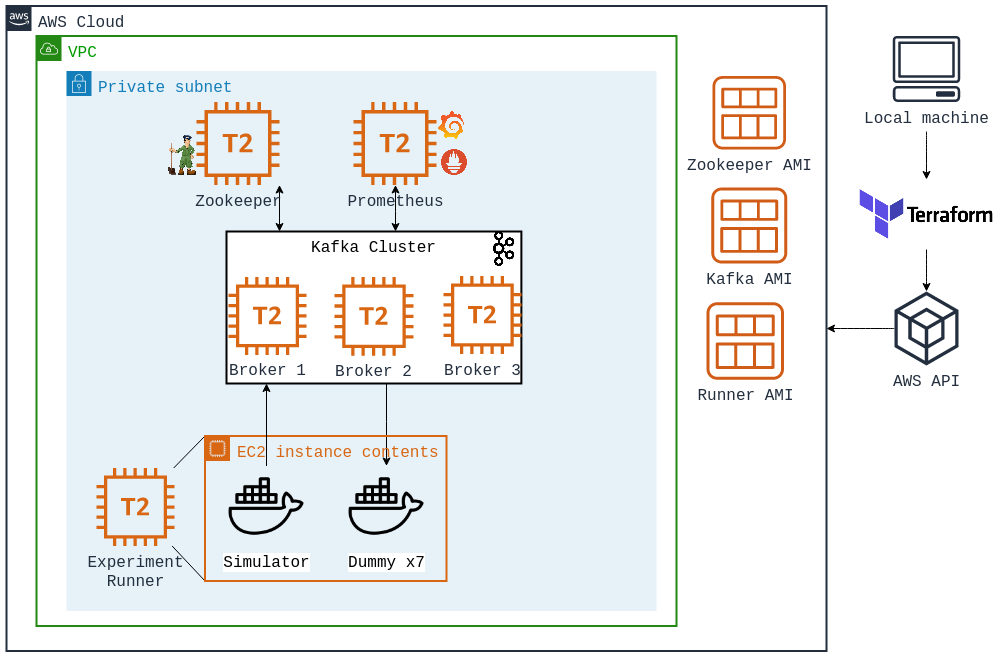 aws
AWS Cloud
VPC
Private subnet
T2
Zookeeper
T2
Prometheus
Kafka Cluster
T2
Broker 1
T2
Broker 2
T2
Broker 3
EC2 instance contents
T2
Experiment
Runner
Simulator
Dummy x7
Zookeeper AMI
Kafka AMI
Runner AMI
Local machine
Terraform
AWS API